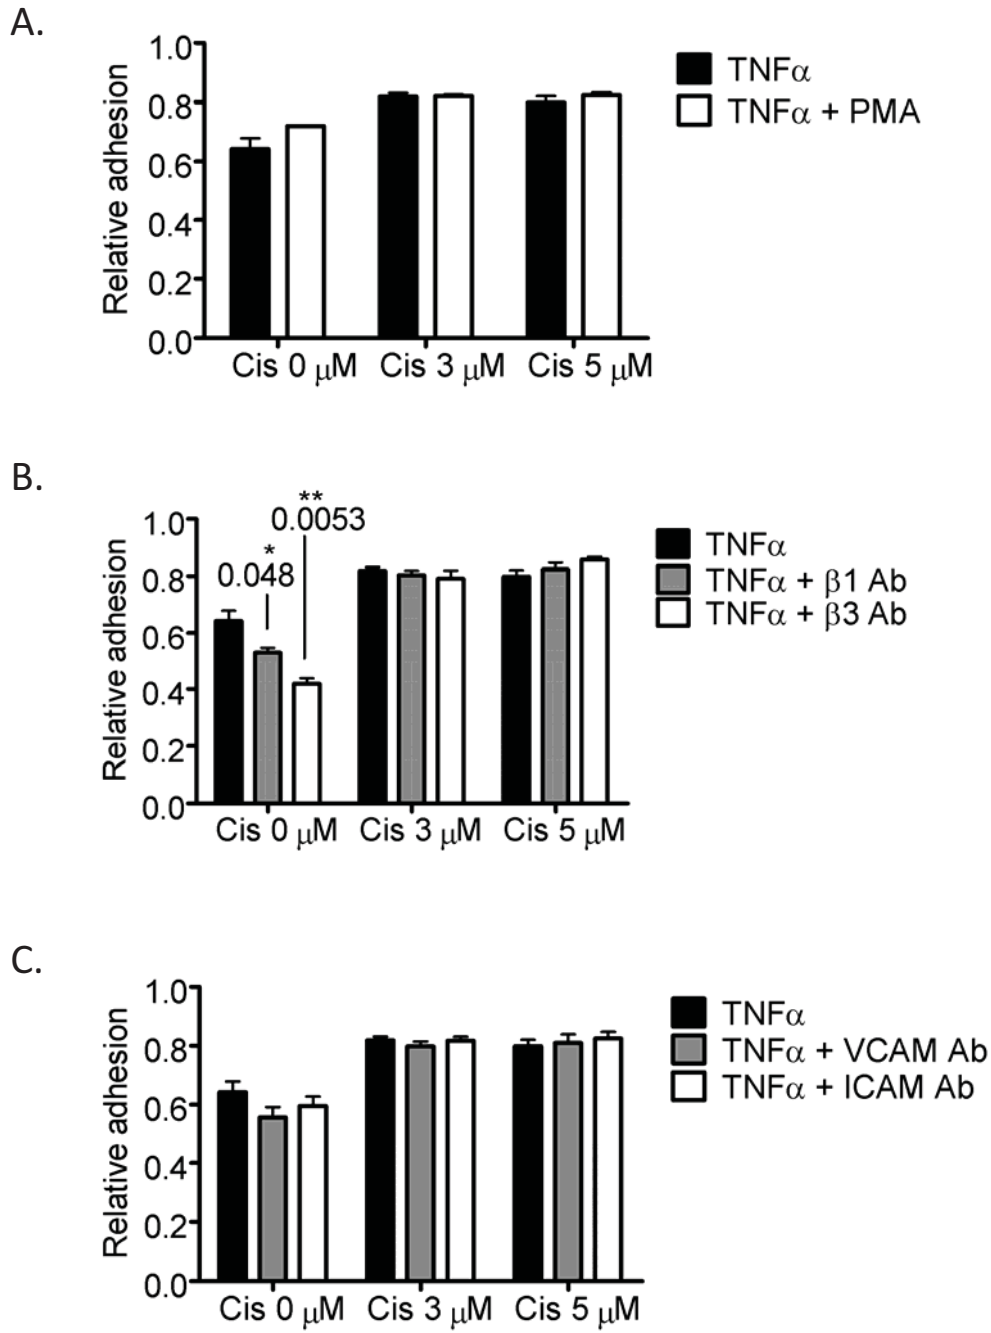 A.
Relative adhesion
1.0
0.8
0.6
0.4
0.2
0.0
Cis 0 μM
Cis 3 μM
Cis 5 μM
TNFα
TNFα + PMA
B.
Relative adhesion
1.0
0.8
0.6
0.4
0.2
0.0
*
0.048
**
0.0053
Cis 0 μM
Cis 3 μM
Cis 5 μM
TNFα
TNFα + β1 Ab
TNFα + β3 Ab
C.
Relative adhesion
1.0
0.8
0.6
0.4
0.2
0.0
Cis 0 μM
Cis 3 μM
Cis 5 μM
TNFα
TNFα + VCAM Ab
TNFα + ICAM Ab